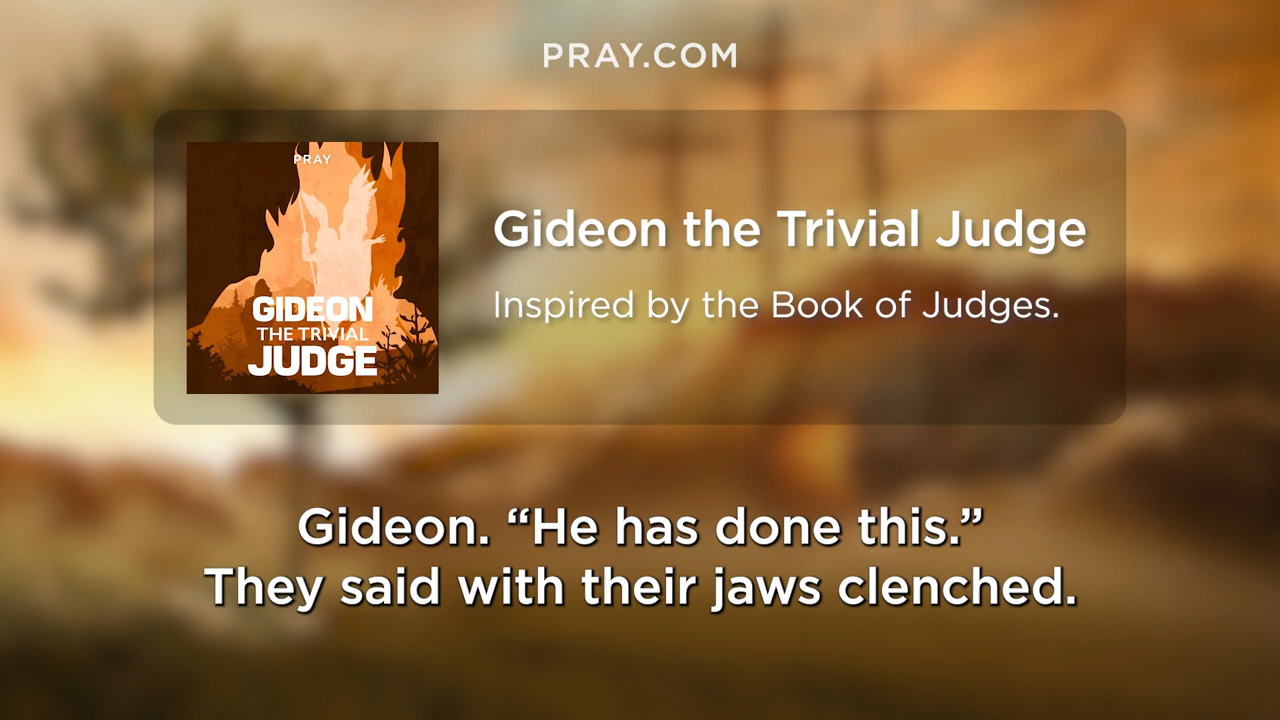 PRAY.COM
PRAY
GIDEON
THE TRIVIAL
JUDGE
Gideon the Trivial Judge
Inspired by the Book of Judges.
Gideon. “He has done this.”
They said with their jaws clenched.